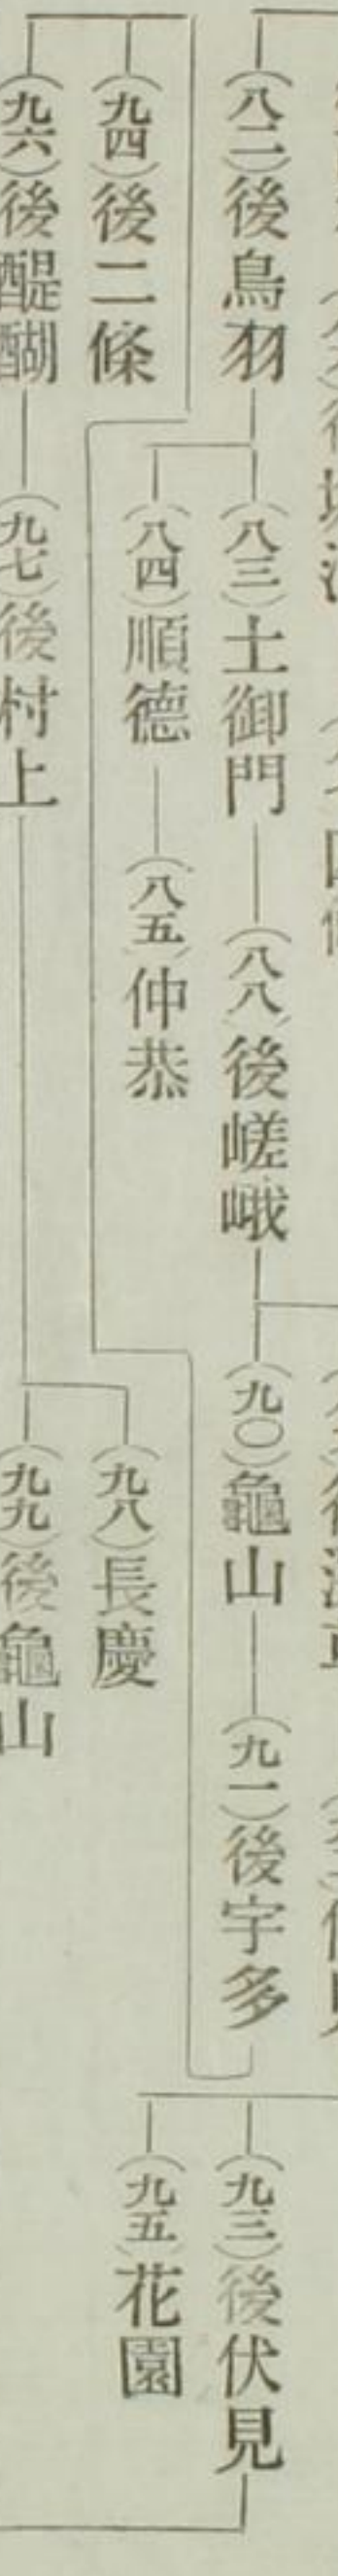 (八二)後鳥羽
(八三)土御門
(八八)後嵯峨
(九〇)龜山
(九一)後宇多
(九三)後伏見
(八四)順德
(八五)仲恭
(九五)花園
(九四)後二條
(九八)長慶
(九六)後醍醐
(九七)後村上
(九九)後龜山